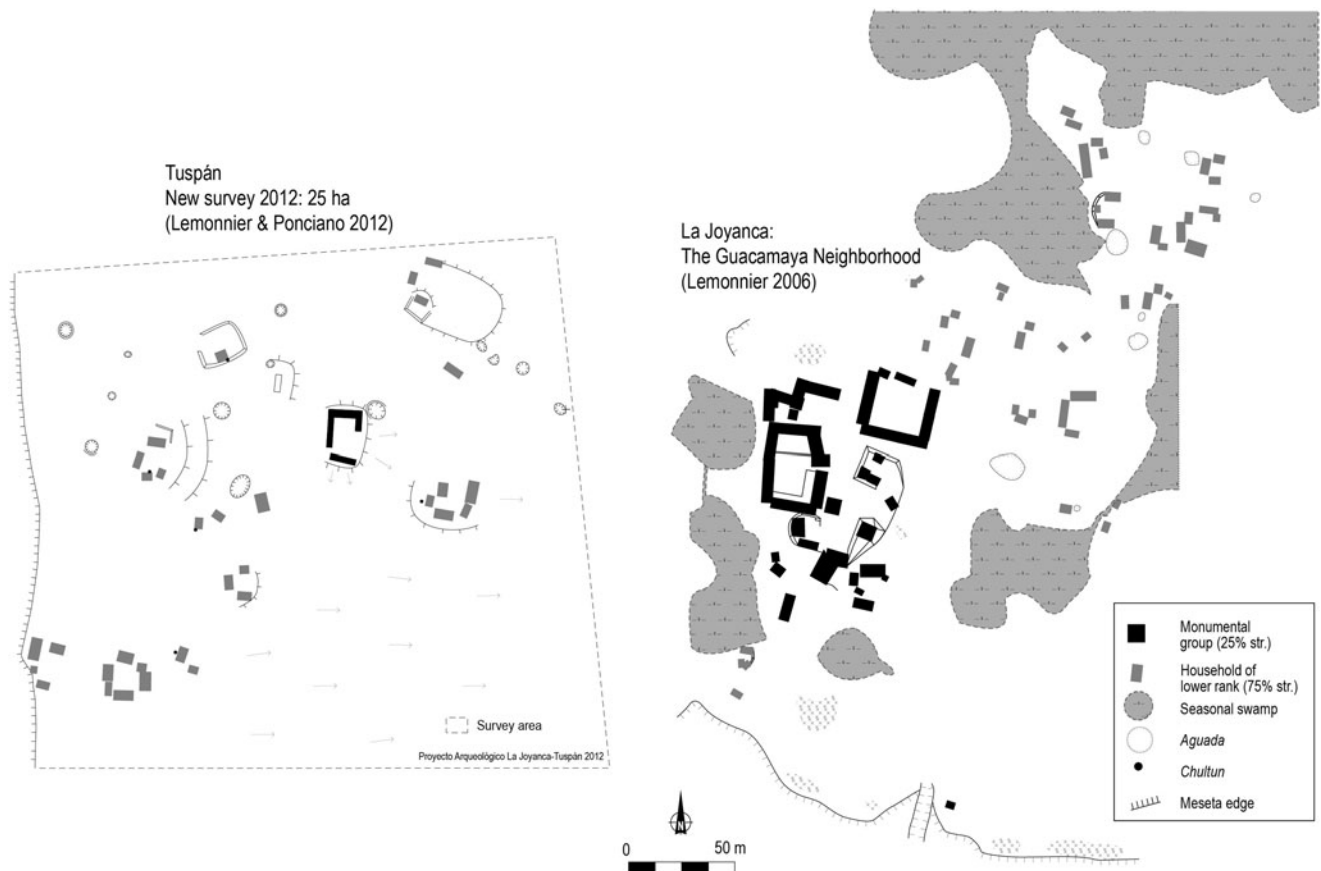 Tuspán
New survey 2012: 25 ha
(Lemonnier & Ponciano 2012)
La Joyanca:
The Guacamaya Neighborhood
(Lemonnier 2006)
Survey area
Proyecto Arqueológico La Joyanca-Tuspán 2012
N
0 50 m
Monumental
group (25% str.)
Household of
lower rank (75% str.)
Seasonal swamp
Aguada
Chultun
Meseta edge